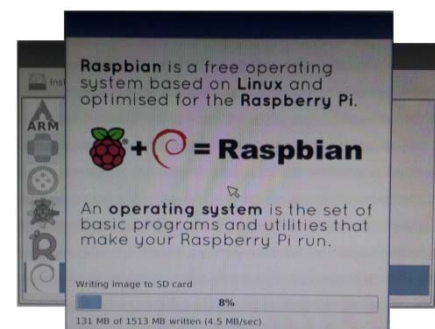 Raspbian is a free operating
system based on Linux and
optimised for the Raspberry Pi.
+ = Raspbian
An operating system is the set of
basic programs and utilities that
make your Raspberry Pi run.
Writing image to SD card
8%
131 MB of 1513 MB written (4.5 MB/sec)
Inst
ARM